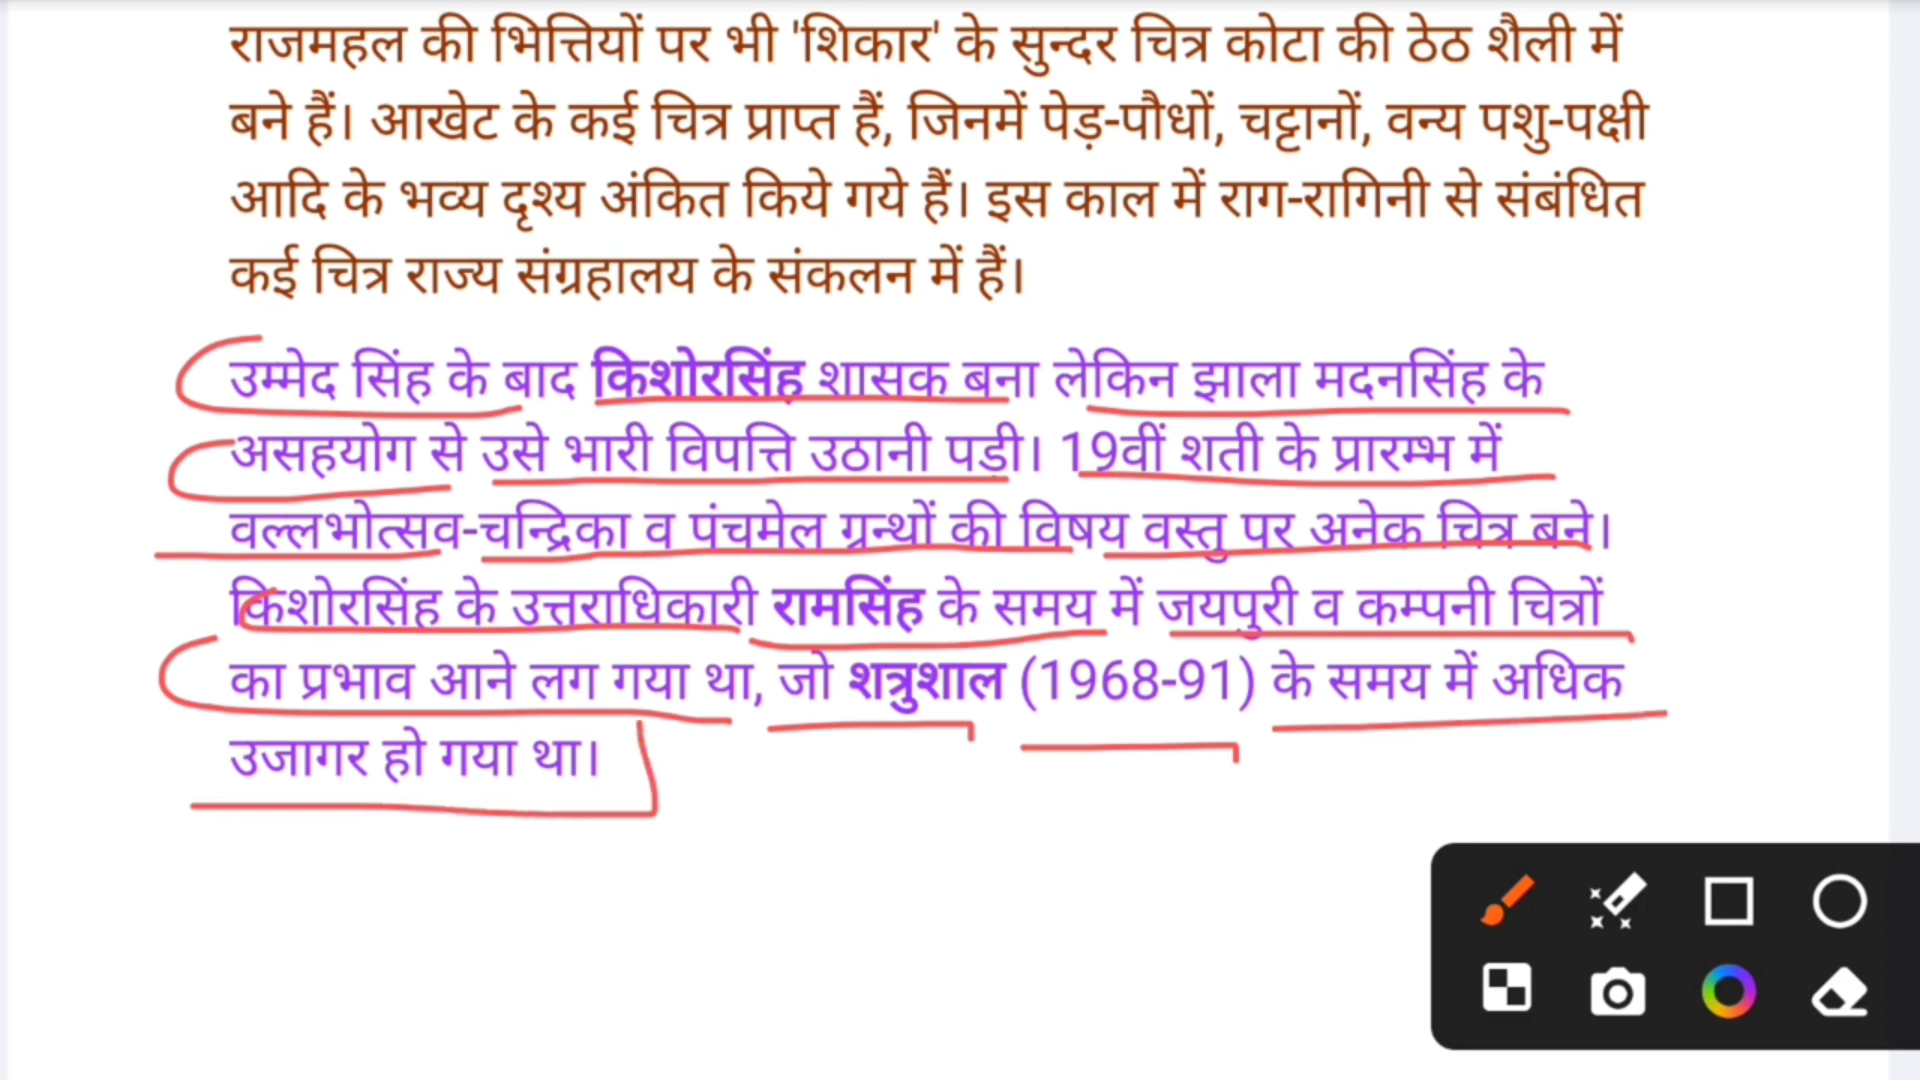 राजमहल की भित्तियों पर भी 'शिकार' के सुन्दर चित्र कोटा की ठेठ शैली में
बने हैं। आखेट के कई चित्र प्राप्त हैं, जिनमें पेड़-पौधों, चट्टानों, वन्य पशु-पक्षी
आदि के भव्य दृश्य अंकित किये गये हैं। इस काल में राग-रागिनी से संबंधित
कई चित्र राज्य संग्रहालय के संकलन में हैं।
उम्मेद सिंह के बाद किशोरसिंह शासक बना लेकिन झाला मदनसिंह के
असहयोग से उसे भारी विपत्ति उठानी पड़ी। 19वीं शती के प्रारम्भ में
वल्लभोत्सव-चन्द्रिका व पंचमेल ग्रन्थों की विषय वस्तु पर अनेक चित्र बने।
किशोरसिंह के उत्तराधिकारी रामसिंह के समय में जयपुरी व कम्पनी चित्रों
का प्रभाव आने लग गया था, जो शत्रुशाल (1968-91) के समय में अधिक
उजागर हो गया था।